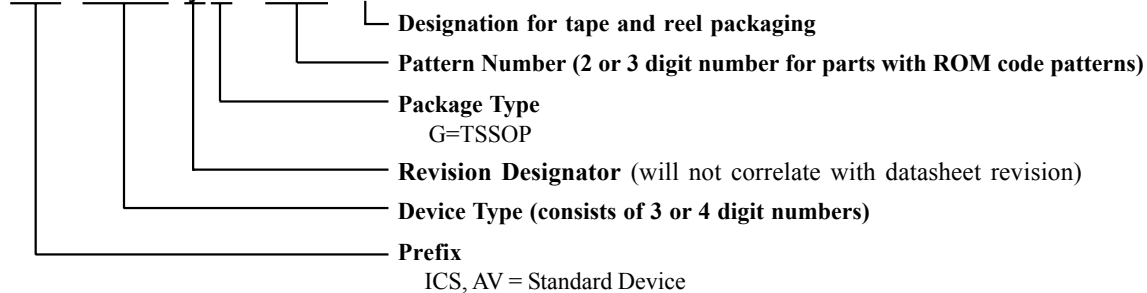 Designation for tape and reel packaging
Pattern Number (2 or 3 digit number for parts with ROM code patterns)
Package Type
G=TSSOP
Revision Designator (will not correlate with datasheet revision)
Device Type (consists of 3 or 4 digit numbers)
Prefix
ICS, AV = Standard Device